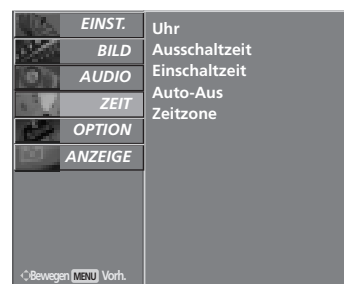 EINST.
BILD
AUDIO
ZEIT
OPTION
ANZEIGE
Bewegen MENU Vorh.
Uhr
Ausschaltzeit
Einschaltzeit
Auto-Aus
Zeitzone